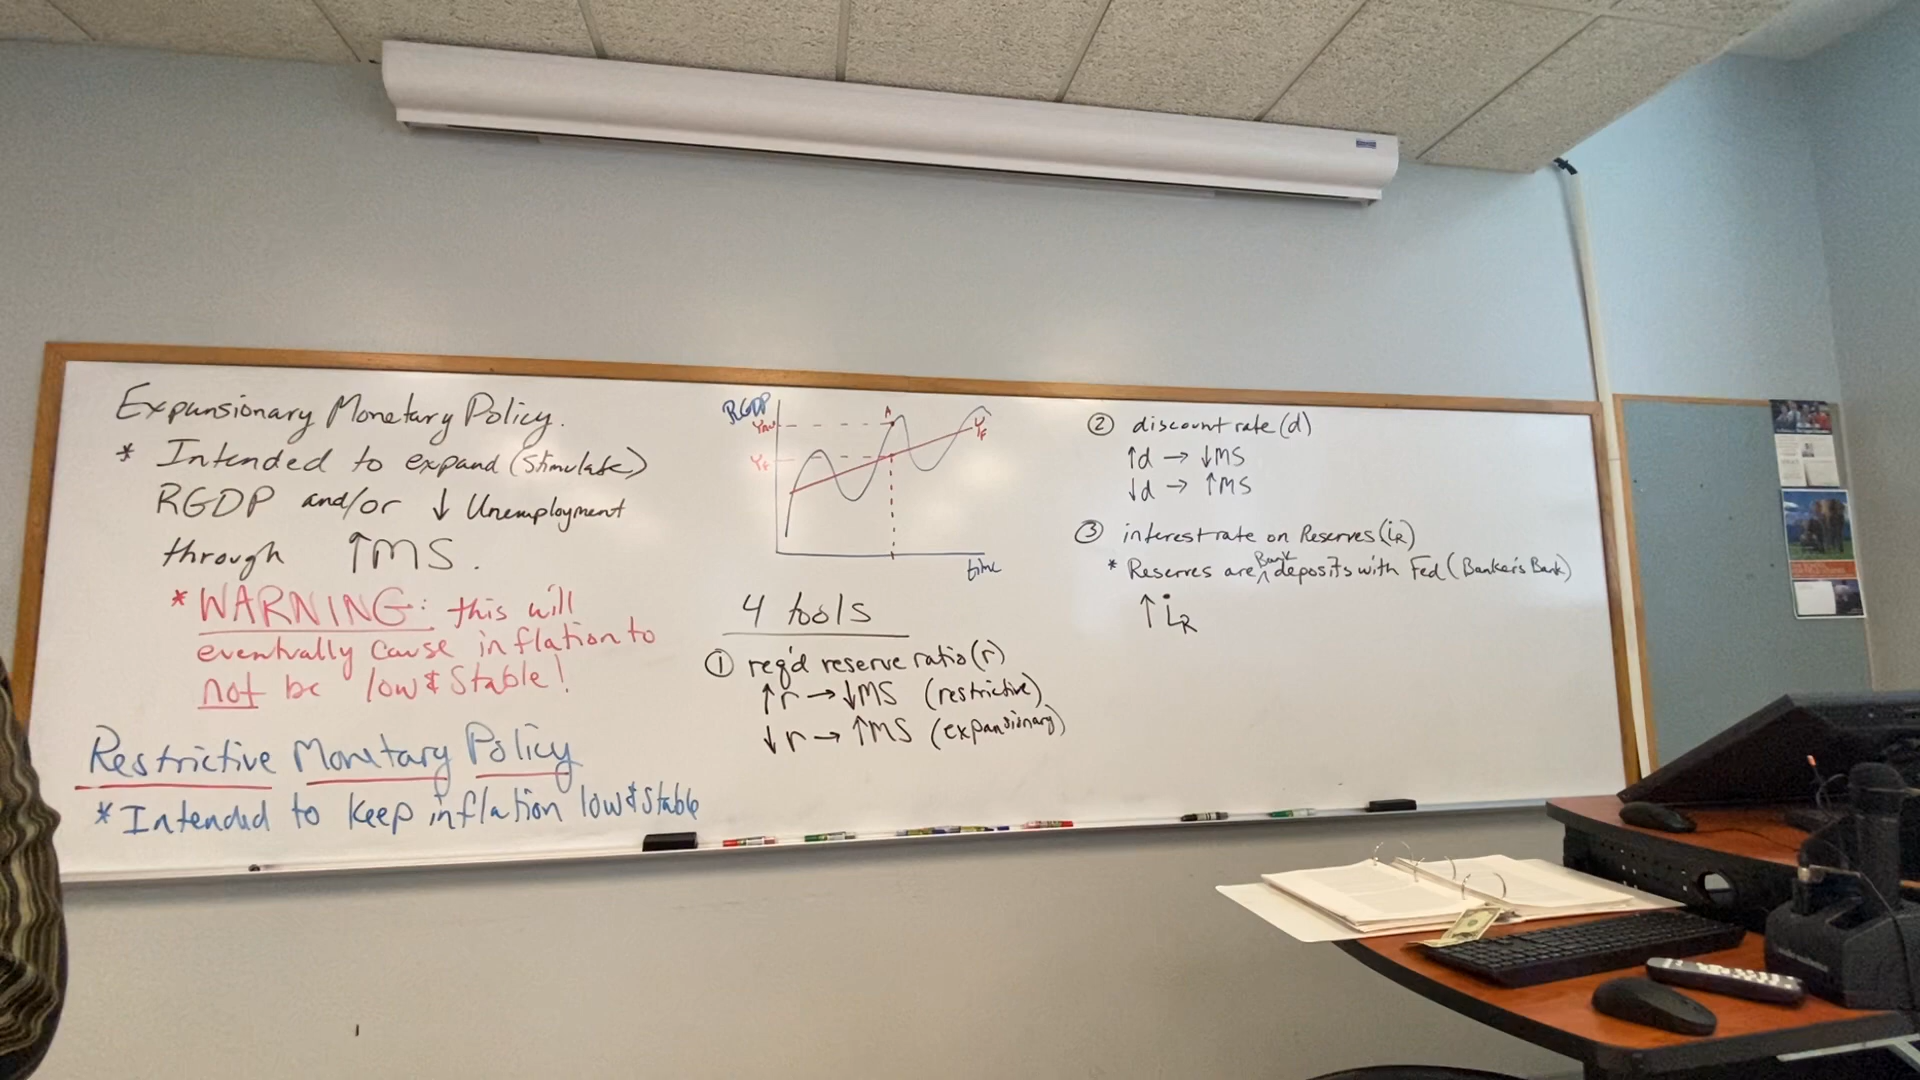 Expansionary Monetary Policy.
* Intended to expand (stimulate)
RGDP and/or ↓ Unemployment
through ↑MS.
* WARNING: this will
eventually cause inflation to
not be low & stable!
Restrictive Monetary Policy
* Intended to keep inflation low & stable
RGDP
A
YF
YF
time
4 tools
① req'd reserve ratio (r)
↑r → ↓MS (restrictive)
↓r → ↑MS (expansionary)
② discount rate (d)
↑d → ↓MS
↓d → ↑MS
③ interest rate on Reserves (iR)
* Reserves are Bank deposits with Fed (Banker's Bank)
↑ iR